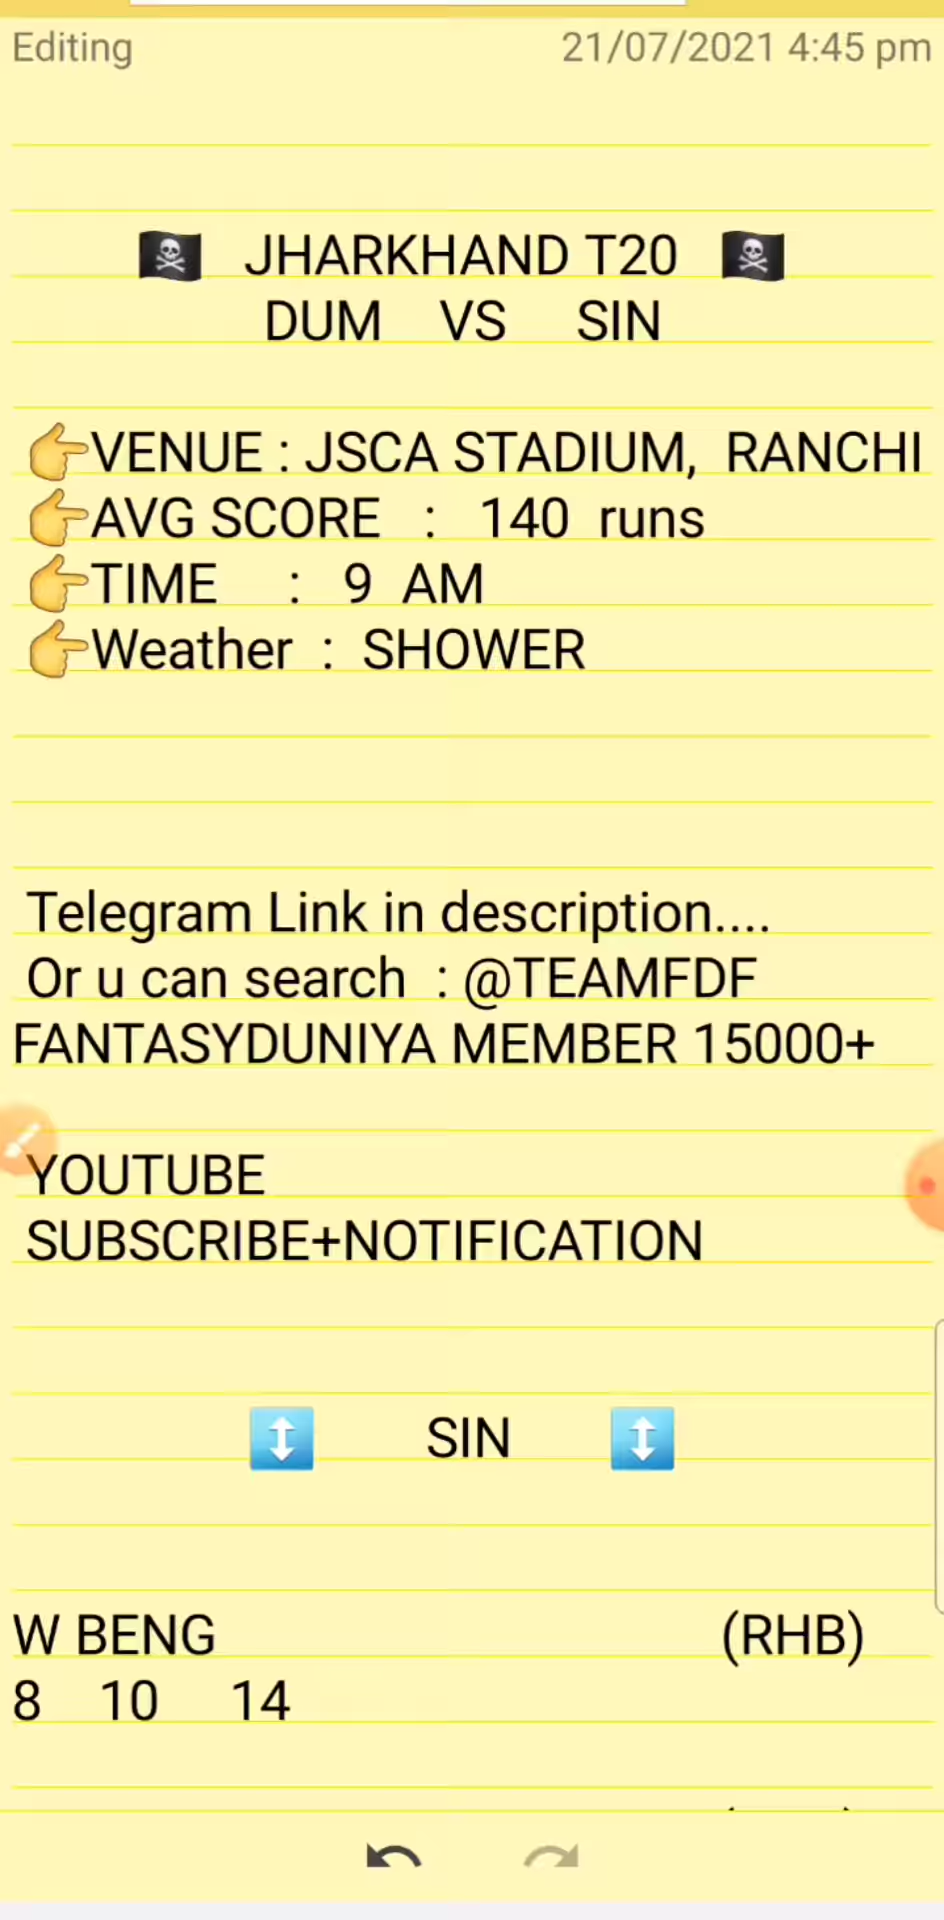 Editing 21/07/2021 4:45 pm
🏴‍☠️ JHARKHAND T20 🏴‍☠️
DUM VS SIN
👉VENUE : JSCA STADIUM, RANCHI
👉AVG SCORE : 140 runs
👉TIME : 9 AM
👉Weather : SHOWER
Telegram Link in description....
Or u can search : @TEAMFDF
FANTASYDUNIYA MEMBER 15000+
YOUTUBE
SUBSCRIBE+NOTIFICATION
↕️ SIN ↕️
W BENG (RHB)
8 10 14